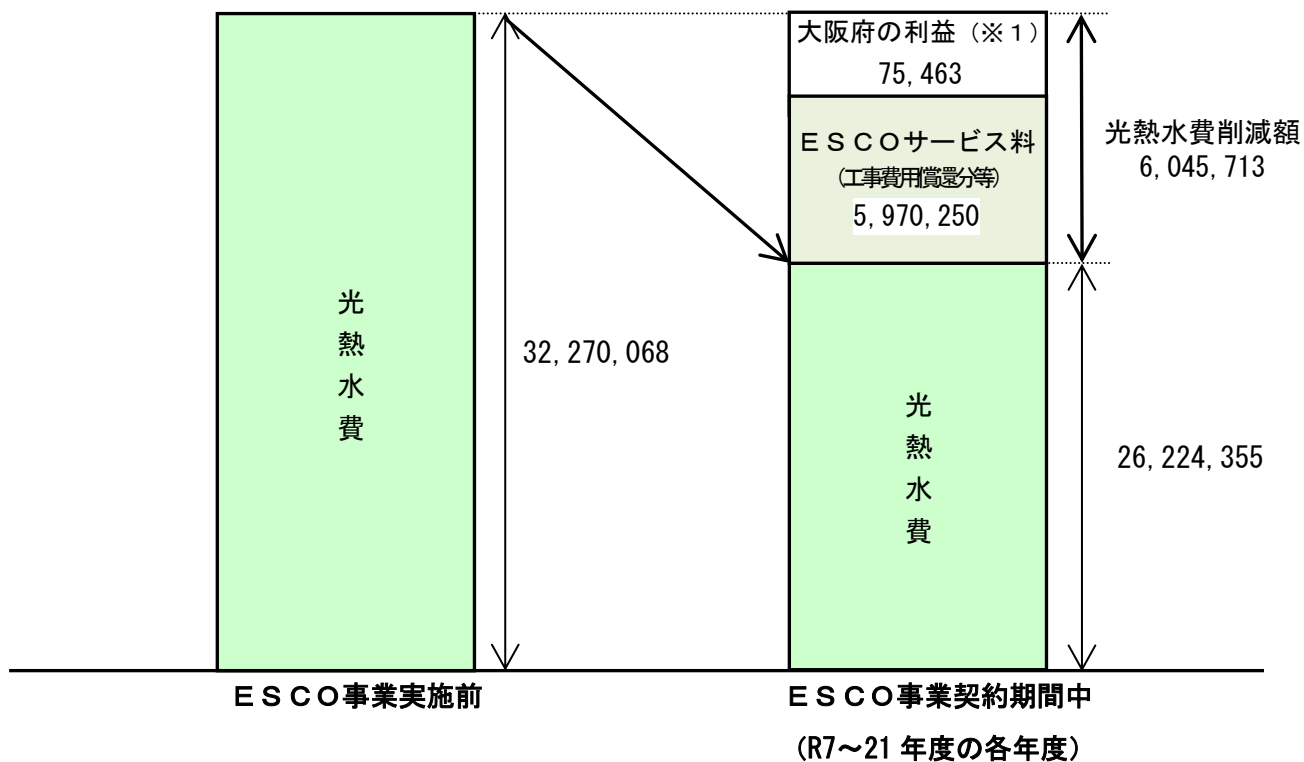 大阪府の利益（※１）
75,463
ＥＳＣＯサービス料
（工事費用償還分等）
5,970,250
光熱水費削減額
6,045,713
光熱水費
32,270,068
光熱水費
26,224,355
ＥＳＣＯ事業実施前
ＥＳＣＯ事業契約期間中
（R7～21 年度の各年度）